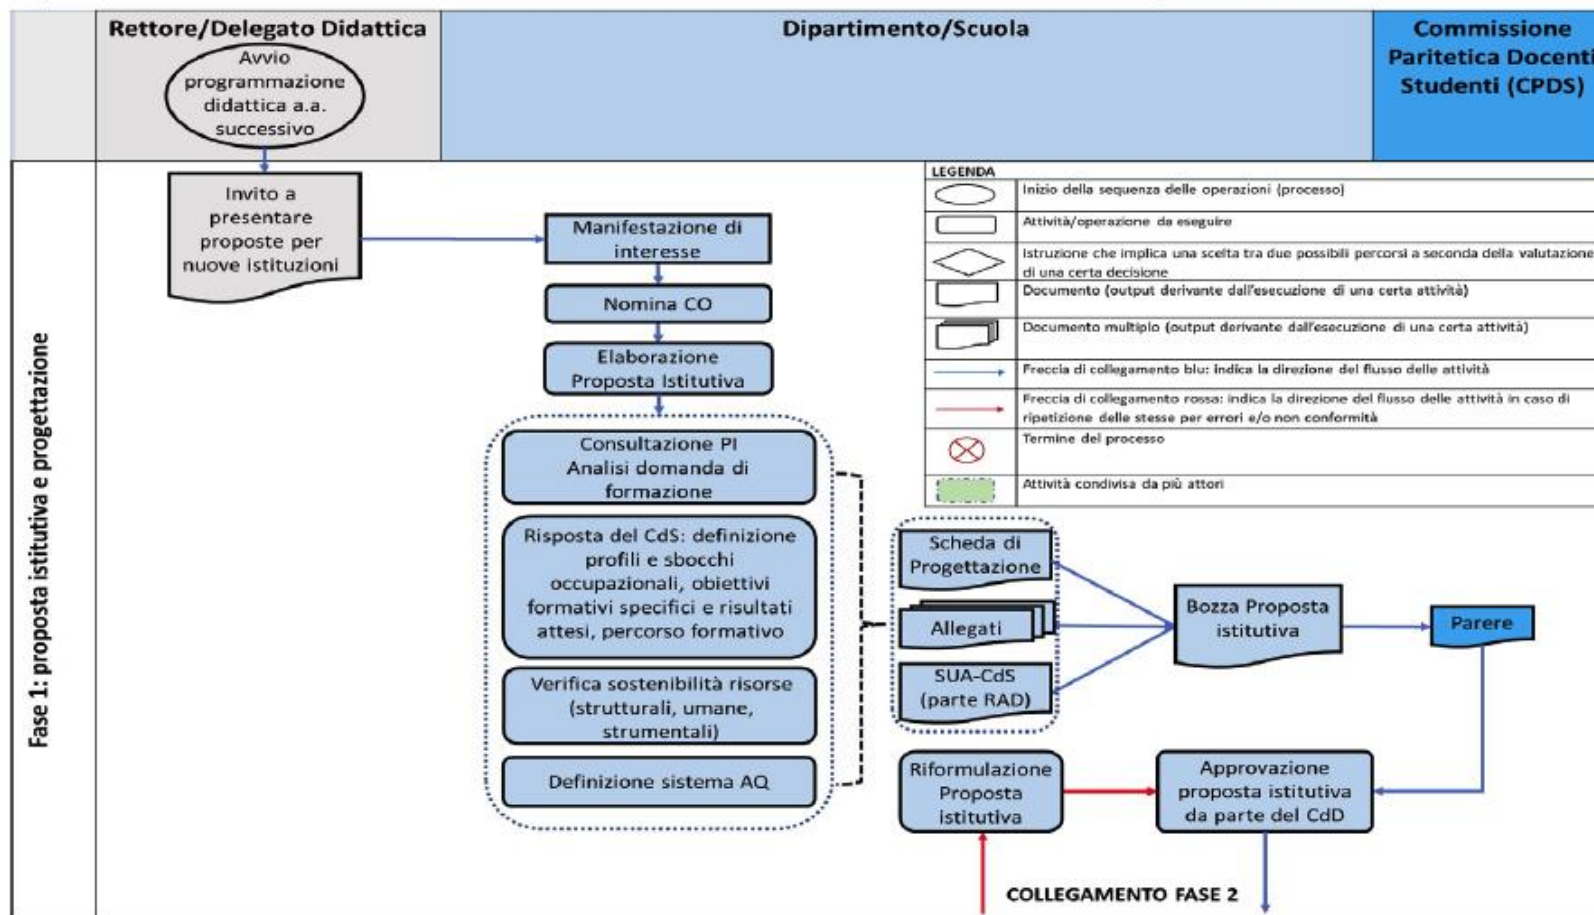 Rettore/Delegato Didattica
Dipartimento/Scuola
Commissione
Paritetica Docenti
Studenti (CPDS)
Avvio
programmazione
didattica a.a.
successivo
Fase 1: proposta istitutiva e progettazione
Invito a
presentare
proposte per
nuove istituzioni
Manifestazione di
interesse
Nomina CO
Elaborazione
Proposta Istitutiva
Consultazione PI
Analisi domanda di
formazione
Risposta del CdS: definizione
profili e sbocchi
occupazionali, obiettivi
formativi specifici e risultati
attesi, percorso formativo
Verifica sostenibilità risorse
(strutturali, umane,
strumentali)
Definizione sistema AQ
LEGENDA
Inizio della sequenza delle operazioni (processo)
Attività/operazione da eseguire
Istruzione che implica una scelta tra due possibili percorsi a seconda della valutazione
di una certa decisione
Documento (output derivante dall'esecuzione di una certa attività)
Documento multiplo (output derivante dall'esecuzione di una certa attività)
Freccia di collegamento blu: indica la direzione del flusso delle attività
Freccia di collegamento rossa: indica la direzione del flusso delle attività in caso di
ripetizione delle stesse per errori e/o non conformità
Termine del processo
Attività condivisa da più attori
Scheda di
Progettazione
Allegati
SUA-CdS
(parte RAD)
Bozza Proposta
istitutiva
Parere
Riformulazione
Proposta
istitutiva
Approvazione
proposta istitutiva
da parte del CdD
COLLEGAMENTO FASE 2